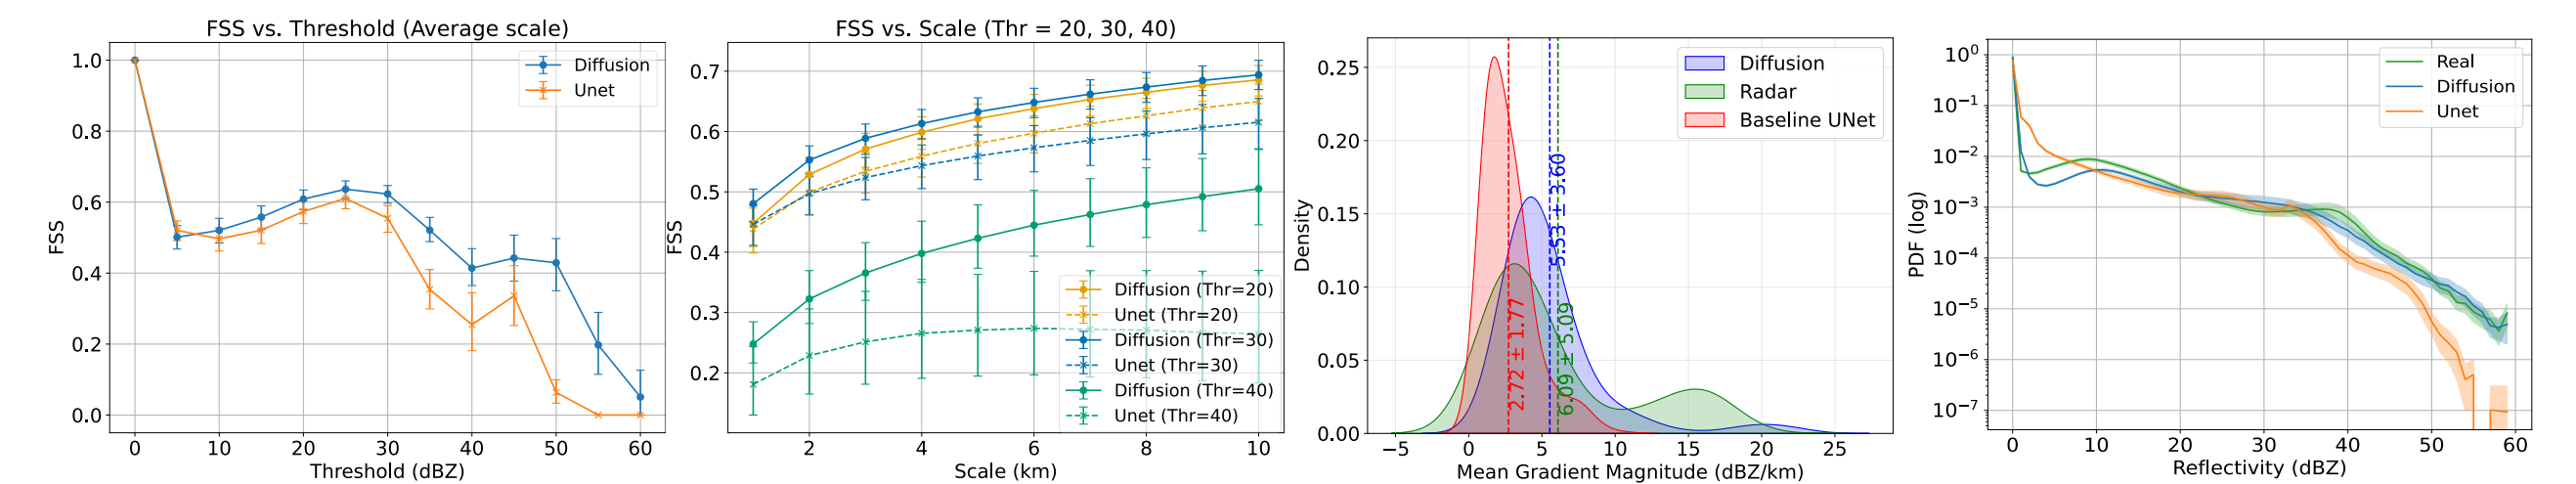 FSS vs. Threshold (Average scale)
1.0
0.8
0.6
0.4
0.2
0.0
FSS
0
10
20
30
40
50
60
Threshold (dBZ)
Diffusion
Unet
FSS vs. Scale (Thr = 20, 30, 40)
0.7
0.6
0.5
0.4
0.3
0.2
FSS
2
4
6
8
10
Scale (km)
Diffusion (Thr=20)
Unet (Thr=20)
Diffusion (Thr=30)
Unet (Thr=30)
Diffusion (Thr=40)
Unet (Thr=40)
0.25
0.20
0.15
0.10
0.05
0.00
Density
−5
0
5
10
15
20
25
Mean Gradient Magnitude (dBZ/km)
Diffusion
Radar
Baseline UNet
2.72 ± 1.77
5.53 ± 3.60
6.09 ± 5.09
10⁰
10⁻¹
10⁻²
10⁻³
10⁻⁴
10⁻⁵
10⁻⁶
10⁻⁷
PDF (log)
0
10
20
30
40
50
60
Reflectivity (dBZ)
Real
Diffusion
Unet